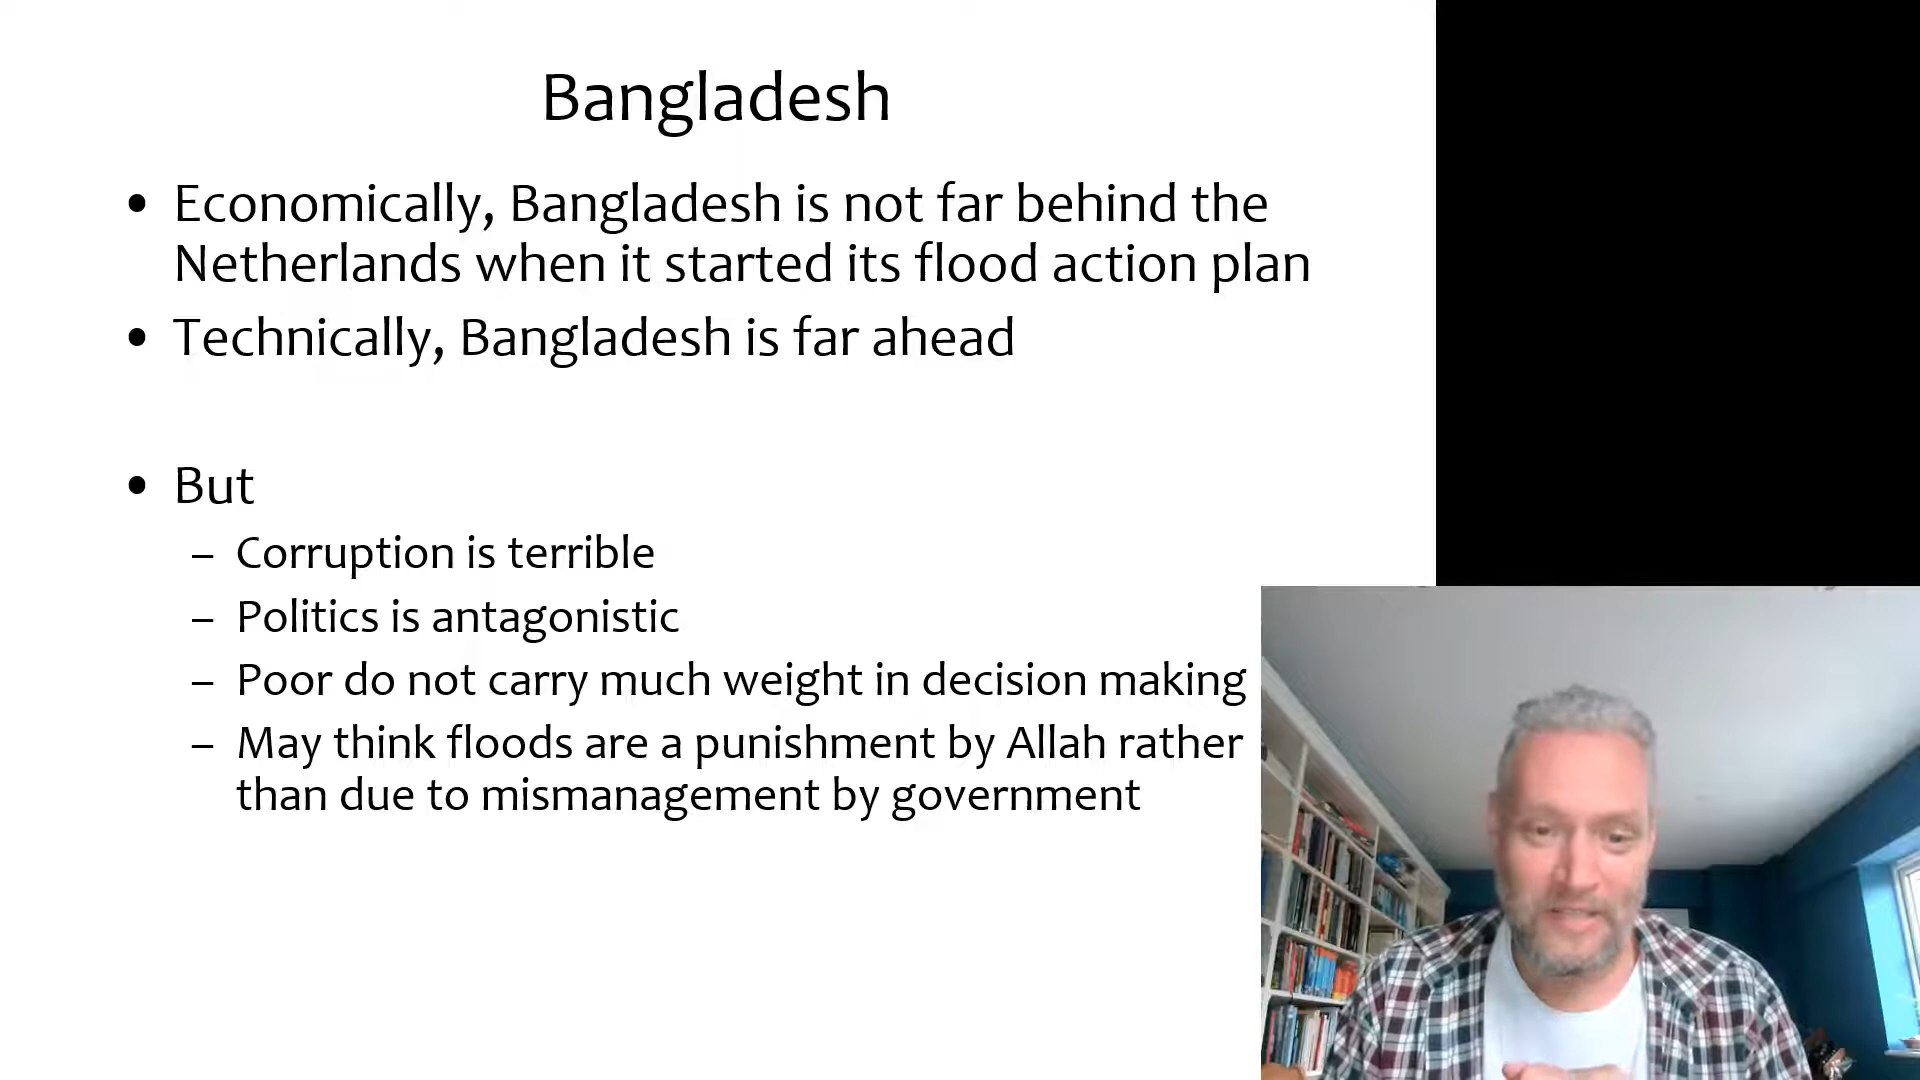 Bangladesh
• Economically, Bangladesh is not far behind the
Netherlands when it started its flood action plan
• Technically, Bangladesh is far ahead
• But
– Corruption is terrible
– Politics is antagonistic
– Poor do not carry much weight in decision making
– May think floods are a punishment by Allah rather
than due to mismanagement by government